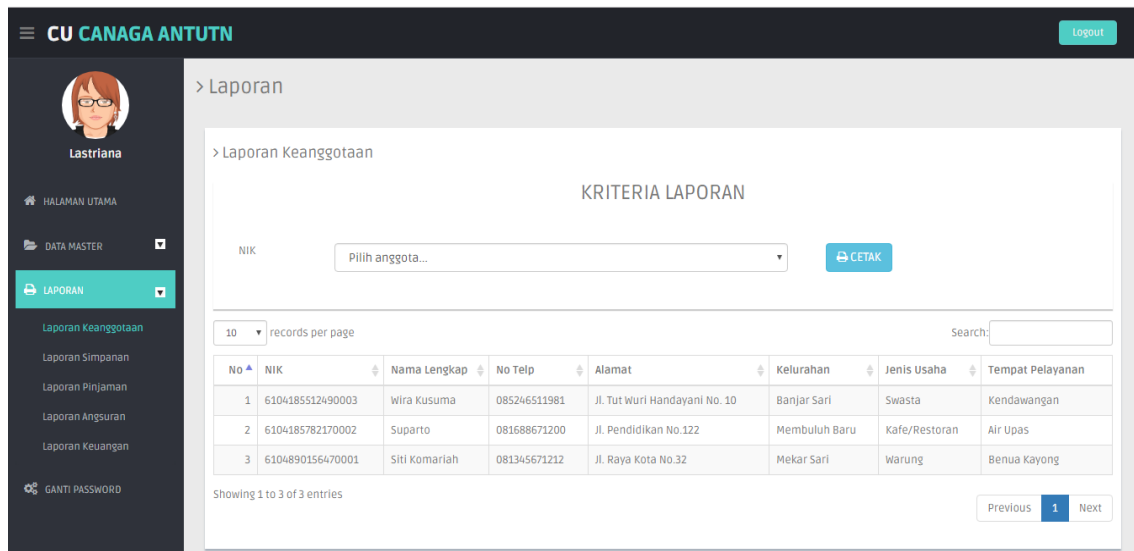 CU CANAGA ANTUTN
Logout
Lastriana
HALAMAN UTAMA
DATA MASTER
LAPORAN
Laporan Keanggotaan
Laporan Simpanan
Laporan Pinjaman
Laporan Angsuran
Laporan Keuangan
GANTI PASSWORD
> Laporan
> Laporan Keanggotaan
KRITERIA LAPORAN
NIK Pilih anggota... CETAK
10 records per page Search:
No NIK Nama Lengkap No Telp Alamat Kelurahan Jenis Usaha Tempat Pelayanan
1 6104185512490003 Wira Kusuma 085246511981 Jl. Tut Wuri Handayani No. 10 Banjar Sari Swasta Kendawangan
2 6104185782170002 Suparto 081688671200 Jl. Pendidikan No.122 Membuluh Baru Kafe/Restoran Air Upas
3 6104890156470001 Siti Komariah 081345671212 Jl. Raya Kota No.32 Mekar Sari Warung Benua Kayong
Showing 1 to 3 of 3 entries
Previous 1 Next